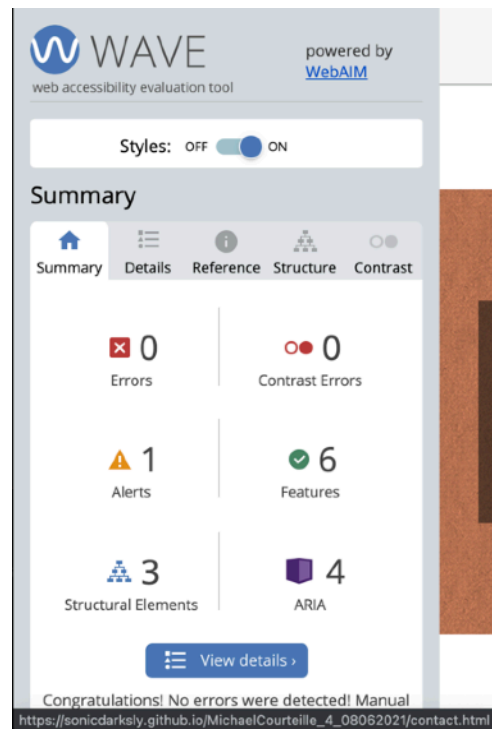 WAVE
web accessibility evaluation tool
powered by
WebAIM
Styles: OFF ON
Summary
Summary Details Reference Structure Contrast
0
Errors
0
Contrast Errors
1
Alerts
6
Features
3
Structural Elements
4
ARIA
View details ›
Congratulations! No errors were detected! Manual
https://sonicdarksly.github.io/MichaelCourteille_4_08062021/contact.html